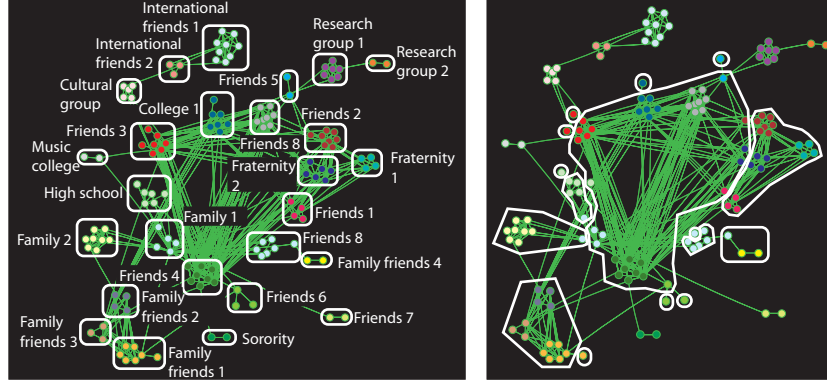 International
friends 1
International
friends 2
Cultural
group
Research
group 1
Research
group 2
Friends 5
College 1
Friends 2
Friends 3
Music
college
Friends 8
Fraternity
2
Fraternity
1
High school
Family 1
Friends 1
Family 2
Friends 8
Family friends 4
Friends 4
Family
friends 2
Friends 6
Friends 7
Family
friends 3
Sorority
Family
friends 1